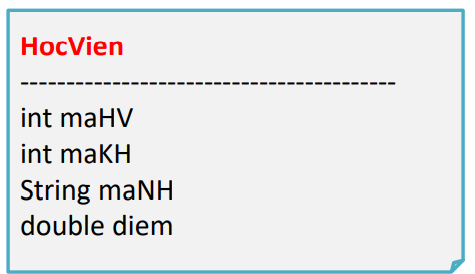 HocVien
-----------------------------------------
int maHV
int maKH
String maNH
double diem